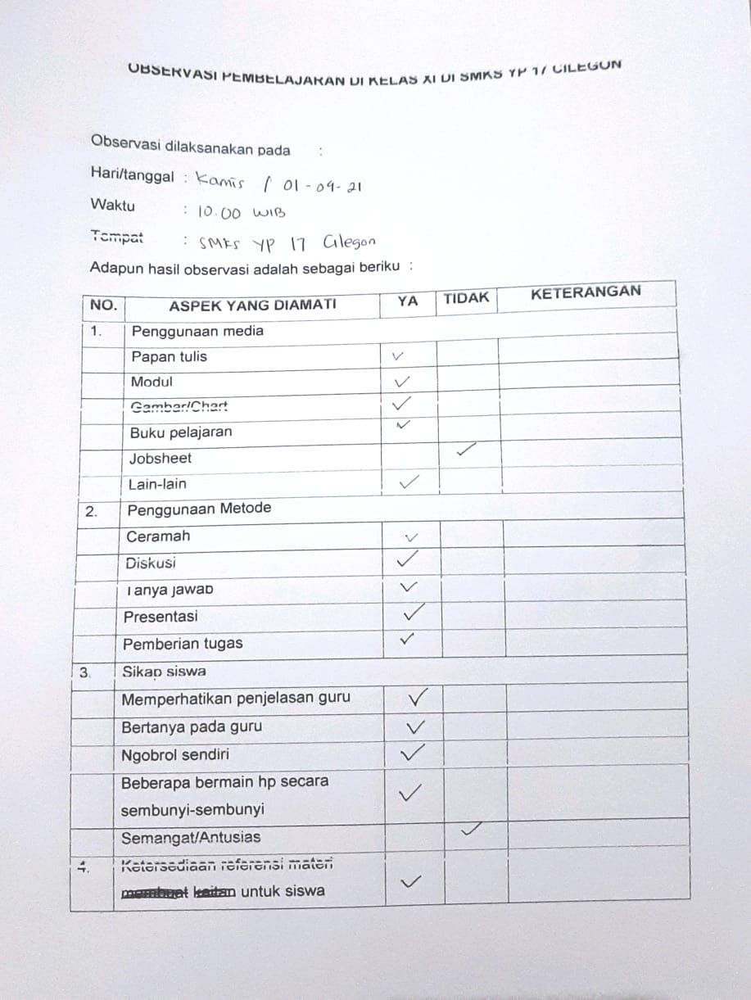 OBSERVASI PEMBELAJARAN DI KELAS XI DI SMKS YP 17 CILEGON
Observasi dilaksanakan pada :
Hari/tanggal : Kamis / 01-04-21
Waktu : 10.00 WIB
Tempat : SMKS YP 17 Cilegon
Adapun hasil observasi adalah sebagai beriku :
NO. ASPEK YANG DIAMATI YA TIDAK KETERANGAN
1. Penggunaan media
Papan tulis ✓
Modul ✓
Gambar/Chart ✓
Buku pelajaran ✓
Jobsheet ✓
Lain-lain ✓
2. Penggunaan Metode
Ceramah ✓
Diskusi ✓
Tanya jawab ✓
Presentasi ✓
Pemberian tugas ✓
3. Sikap siswa
Memperhatikan penjelasan guru ✓
Bertanya pada guru ✓
Ngobrol sendiri ✓
Beberapa bermain hp secara
sembunyi-sembunyi ✓
Semangat/Antusias ✓
4. Ketersediaan referensi materi
membuat kaitan untuk siswa ✓